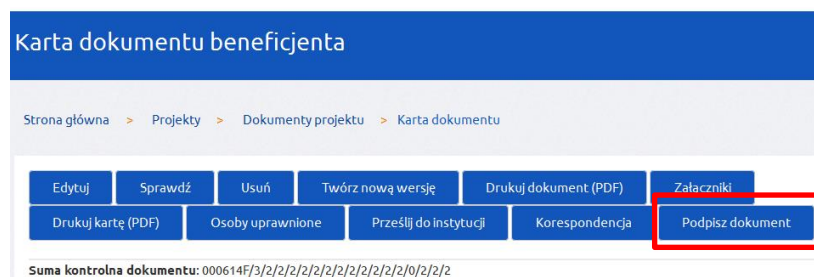 Karta dokumentu beneficjenta
Strona główna > Projekty > Dokumenty projektu > Karta dokumentu
Edytuj Sprawdź Usuń Twórz nową wersję Drukuj dokument (PDF) Załączniki
Drukuj kartę (PDF) Osoby uprawnione Prześlij do instytucji Korespondencja Podpisz dokument
Suma kontrolna dokumentu: 000614F/3/2/2/2/2/2/2/2/2/2/2/2/2/0/2/2/2